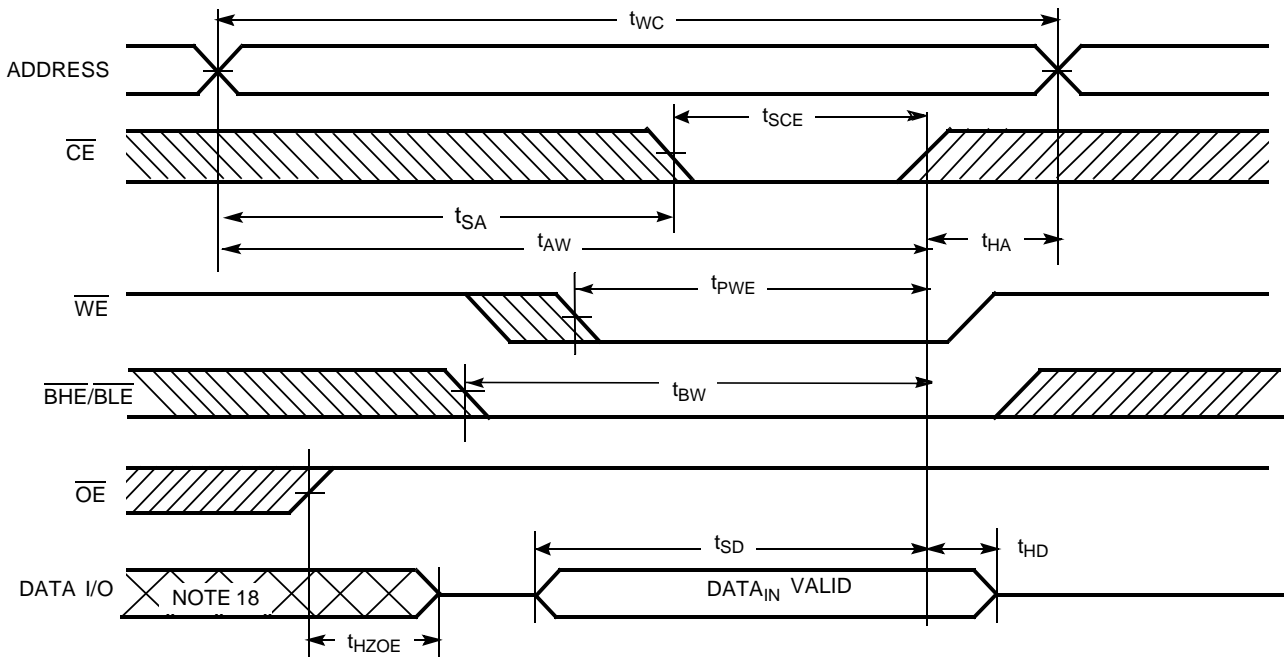 tWC
ADDRESS
tSCE
CE
tSA
tAW
tHA
tPWE
WE
BHE/BLE
tBW
OE
tSD
tHD
DATA I/O
NOTE 18
DATAIN VALID
tHZOE